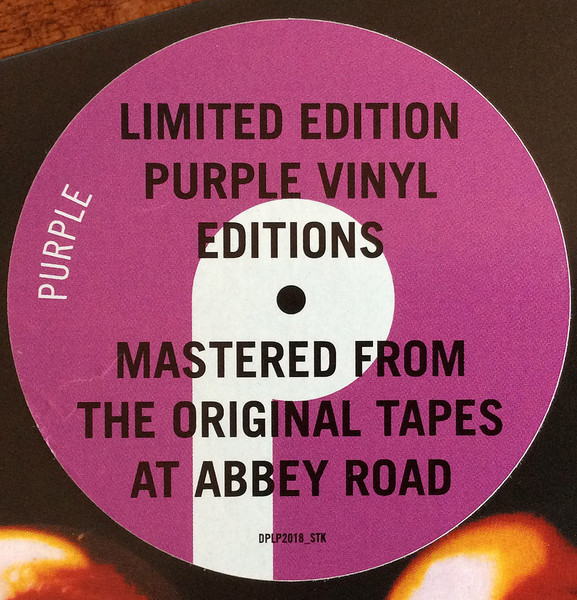 LIMITED EDITION
PURPLE VINYL
EDITIONS
PURPLE
MASTERED FROM
THE ORIGINAL TAPES
AT ABBEY ROAD
DPLP2018_STK